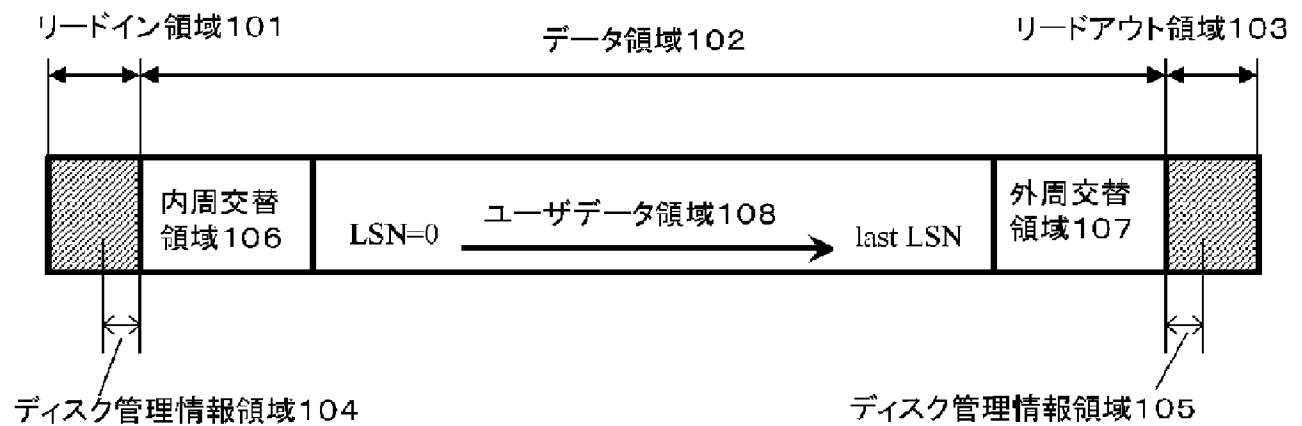 リードイン領域101
データ領域102
リードアウト領域103
内周交替
領域106
LSN=0
ユーザデータ領域108
last LSN
外周交替
領域107
ディスク管理情報領域104
ディスク管理情報領域105